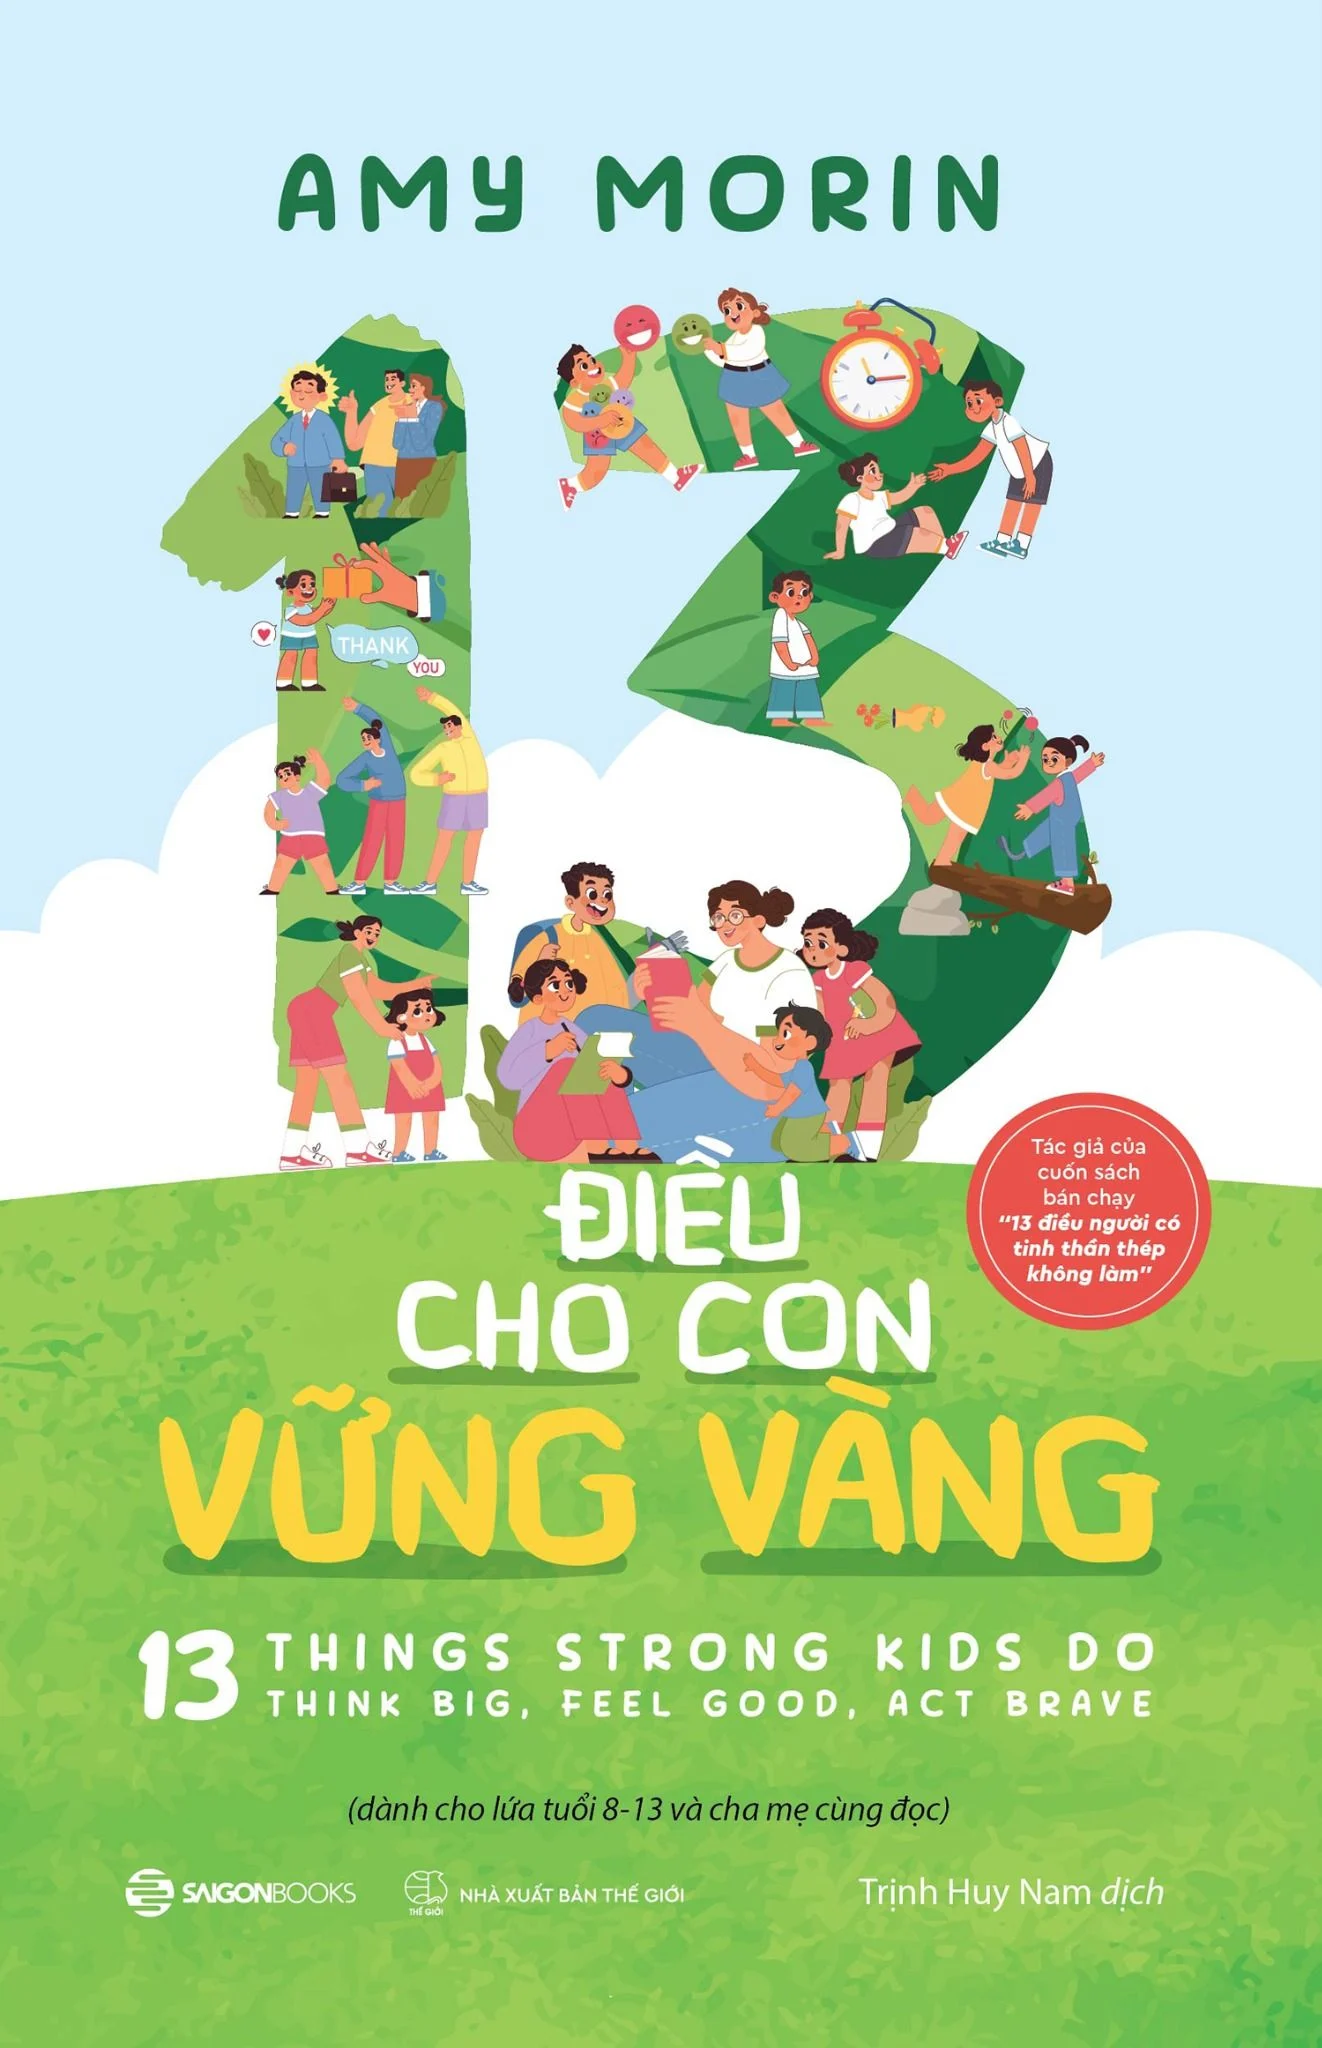 AMY MORIN
13
THANK
YOU
ĐIỀU
CHO CON
VỮNG VÀNG
Tác giả của
cuốn sách
bán chạy
“13 điều người có
tinh thần thép
không làm”
13 THINGS STRONG KIDS DO
THINK BIG, FEEL GOOD, ACT BRAVE
(dành cho lứa tuổi 8-13 và cha mẹ cùng đọc)
SAIGONBOOKS
THẾ GIỚI
NHÀ XUẤT BẢN THẾ GIỚI
Trịnh Huy Nam dịch